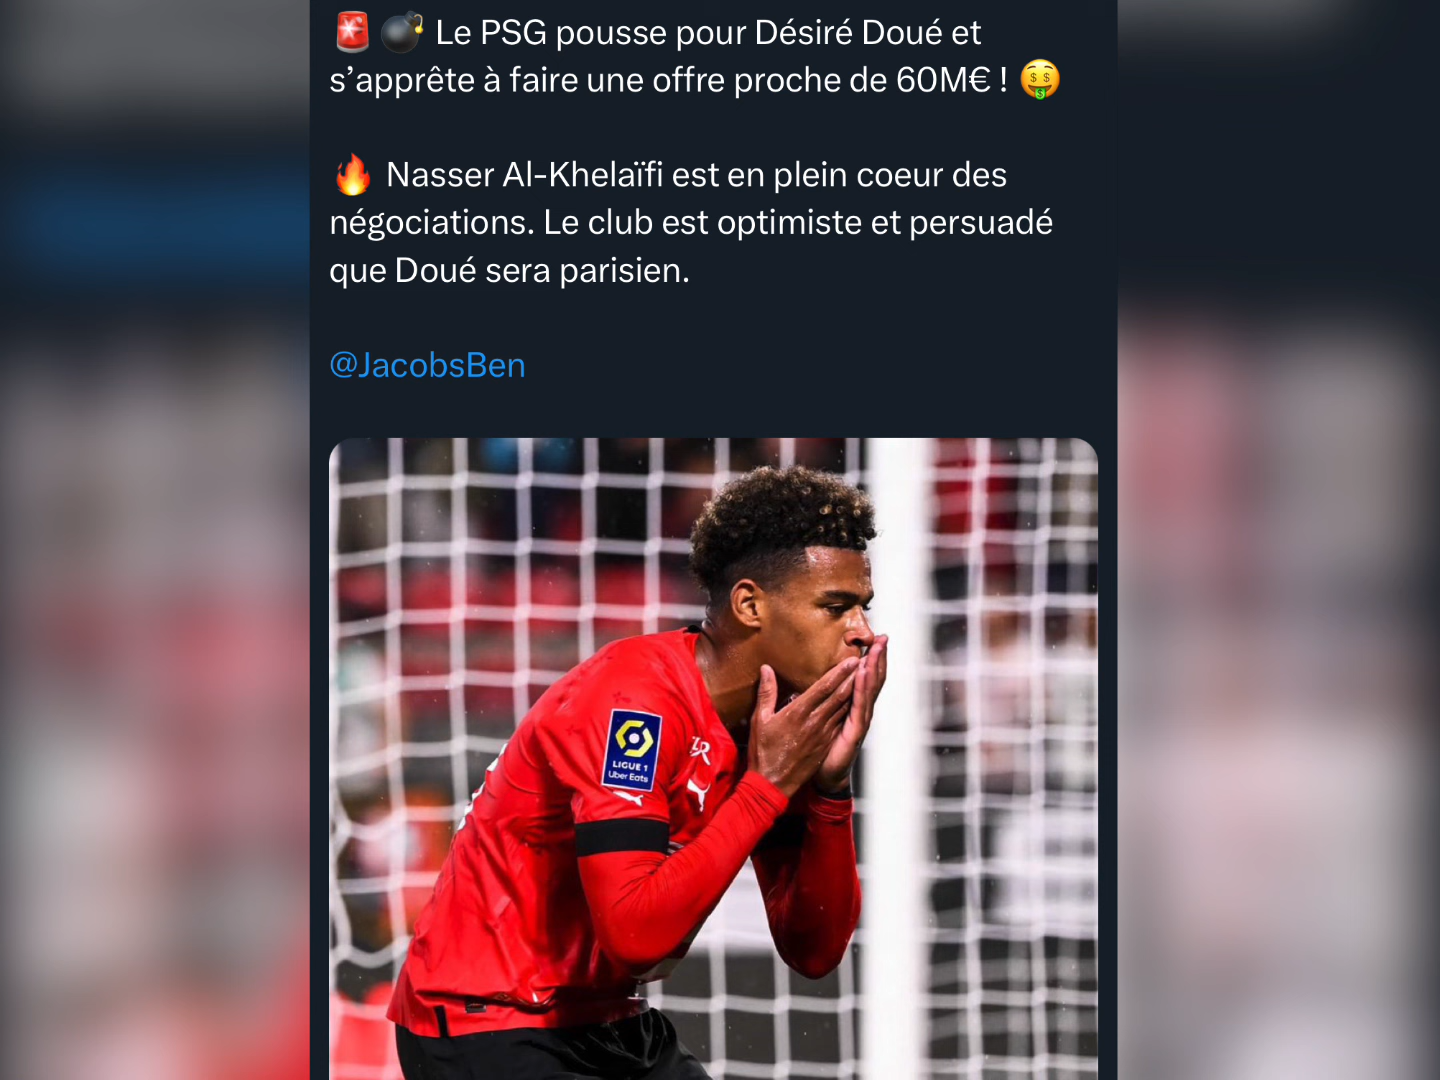 🚨💣 Le PSG pousse pour Désiré Doué et
s’apprête à faire une offre proche de 60M€ ! 🤑
🔥 Nasser Al-Khelaïfi est en plein coeur des
négociations. Le club est optimiste et persuadé
que Doué sera parisien.
@JacobsBen
LIGUE 1
Uber Eats